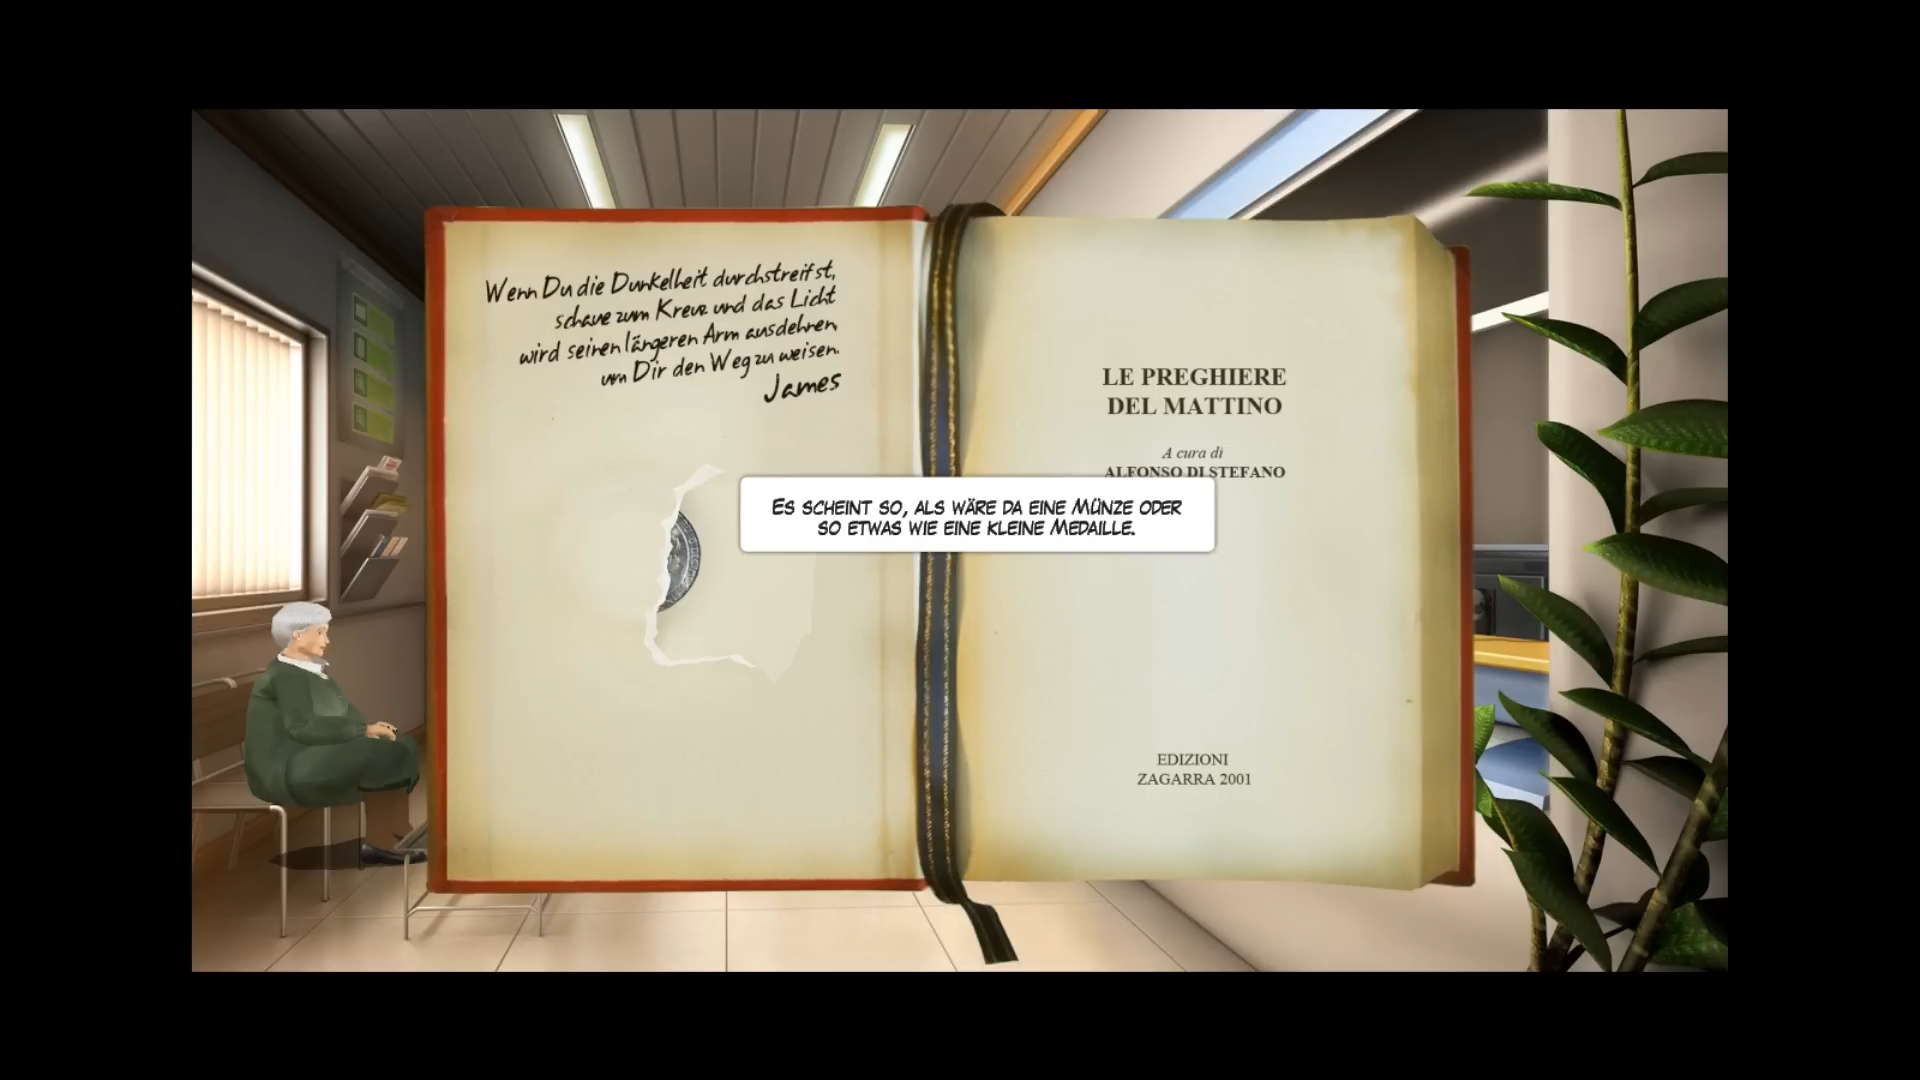 Wenn Du die Dunkelheit durchstreifst,
schaue zum Kreuz und das Licht
wird seinen längeren Arm ausdehnen,
um Dir den Weg zu weisen.
James
LE PREGHIERE
DEL MATTINO
A cura di
ALFONSO DI STEFANO
ES SCHEINT SO, ALS WÄRE DA EINE MÜNZE ODER
SO ETWAS WIE EINE KLEINE MEDAILLE.
EDIZIONI
ZAGARRA 2001